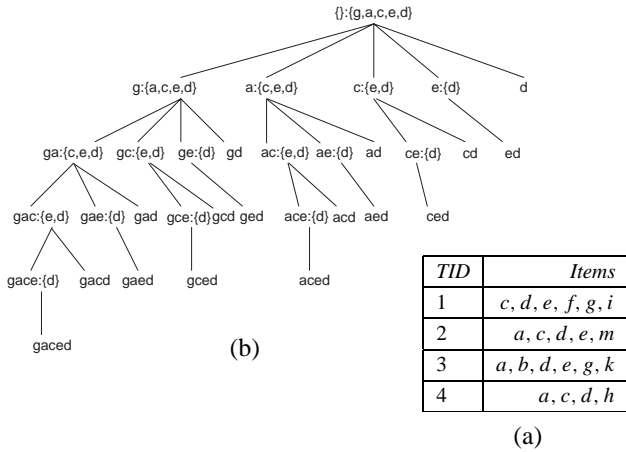 {}:{g,a,c,e,d}
g:{a,c,e,d} a:{c,e,d} c:{e,d} e:{d} d
ga:{c,e,d} gc:{e,d} ge:{d} gd ac:{e,d} ae:{d} ad ce:{d} cd ed
gac:{e,d} gae:{d} gad gce:{d} gcd ged ace:{d} acd aed ced
gace:{d} gacd gaed gced aced
gaced
(b)
TID Items
1 c, d, e, f, g, i
2 a, c, d, e, m
3 a, b, d, e, g, k
4 a, c, d, h
(a)